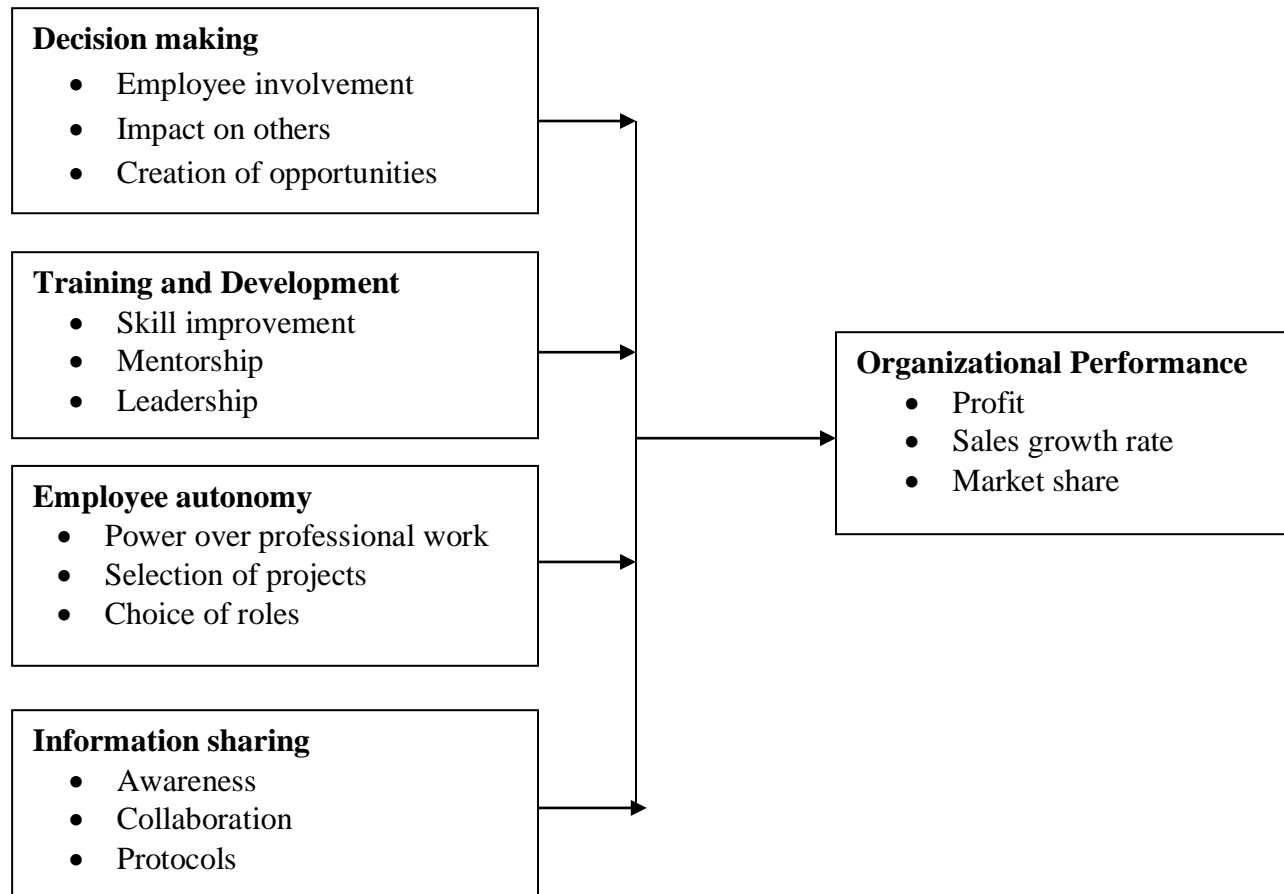 Decision making
• Employee involvement
• Impact on others
• Creation of opportunities
Training and Development
• Skill improvement
• Mentorship
• Leadership
Employee autonomy
• Power over professional work
• Selection of projects
• Choice of roles
Information sharing
• Awareness
• Collaboration
• Protocols
Organizational Performance
• Profit
• Sales growth rate
• Market share